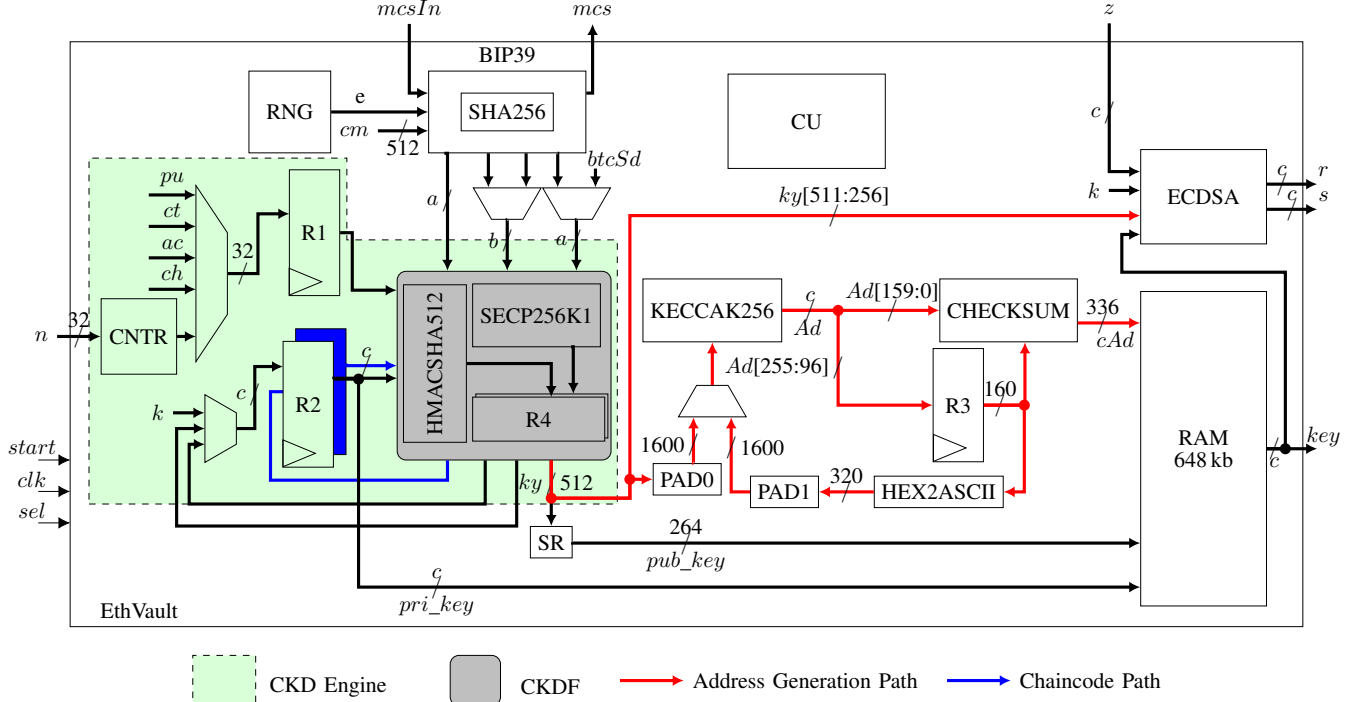 mcsIn
mcs
z
BIP39
RNG
e
cm
512
SHA256
CU
c
btcSd
pu
ct
ac
ch
32
R1
a
b
a
ky[511:256]
k
ECDSA
c
r
c
s
n
32
CNTR
HMACSHA512
SECP256K1
R4
KECCAK256
c
Ad
Ad[159:0]
CHECKSUM
336
cAd
Ad[255:96]
k
c
R2
c
R3
160
RAM
648 kb
c
key
start
clk
sel
ky
512
1600
1600
PAD0
PAD1
320
HEX2ASCII
SR
264
pub_key
c
pri_key
EthVault
CKD Engine
CKDF
Address Generation Path
Chaincode Path